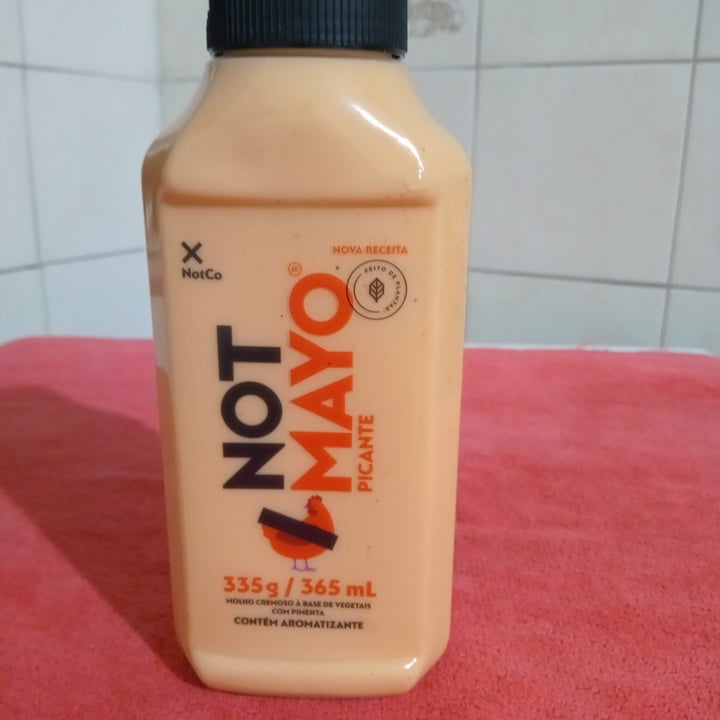 NotCo
NOVA RECEITA
FEITO DE PLANTAS
NOT
MAYO®
PICANTE
335g / 365 mL
MOLHO CREMOSO À BASE DE VEGETAIS
COM PIMENTA
CONTÉM AROMATIZANTE